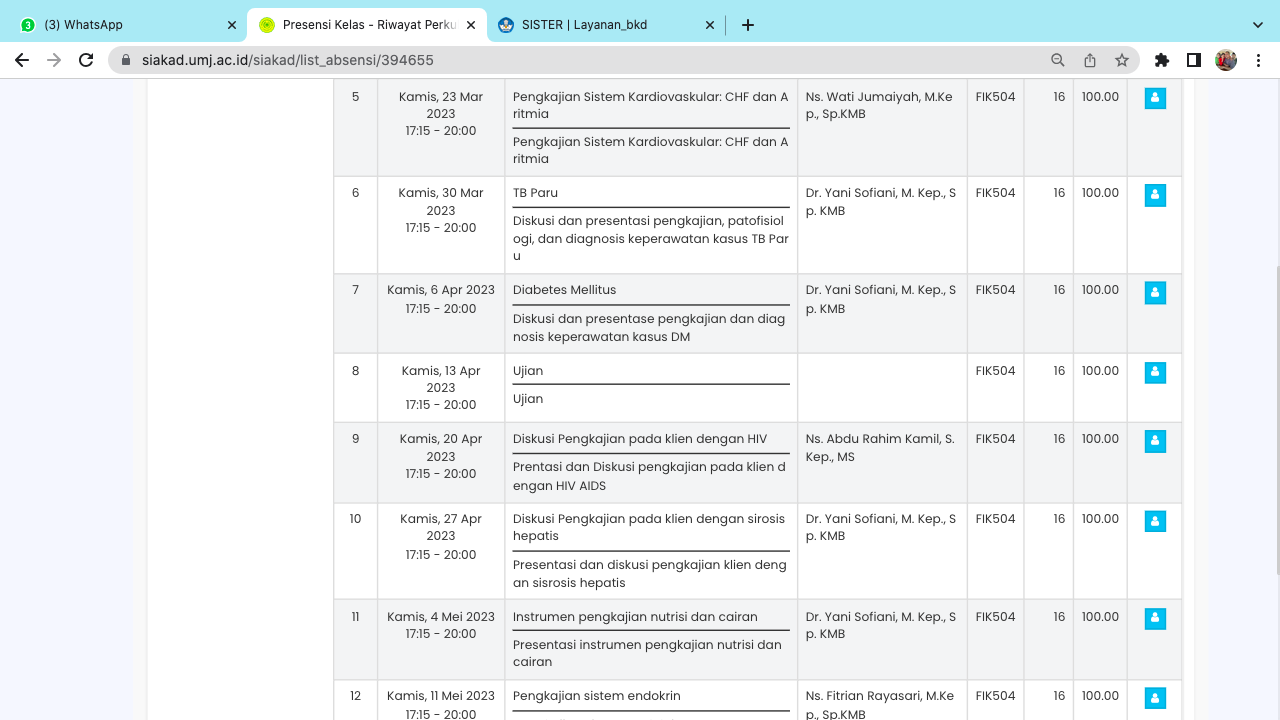 (3) WhatsApp
Presensi Kelas - Riwayat Perku
SISTER | Layanan_bkd
siakad.umj.ac.id/siakad/list_absensi/394655
5
Kamis, 23 Mar
2023
17:15 - 20:00
Pengkajian Sistem Kardiovaskular: CHF dan A
ritmia
Pengkajian Sistem Kardiovaskular: CHF dan A
ritmia
Ns. Wati Jumaiyah, M.Ke
p., Sp.KMB
FIK504
16
100.00
6
Kamis, 30 Mar
2023
17:15 - 20:00
TB Paru
Diskusi dan presentasi pengkajian, patofisiol
ogi, dan diagnosis keperawatan kasus TB Par
u
Dr. Yani Sofiani, M. Kep., S
p. KMB
FIK504
16
100.00
7
Kamis, 6 Apr 2023
17:15 - 20:00
Diabetes Mellitus
Diskusi dan presentase pengkajian dan diag
nosis keperawatan kasus DM
Dr. Yani Sofiani, M. Kep., S
p. KMB
FIK504
16
100.00
8
Kamis, 13 Apr
2023
17:15 - 20:00
Ujian
Ujian
FIK504
16
100.00
9
Kamis, 20 Apr
2023
17:15 - 20:00
Diskusi Pengkajian pada klien dengan HIV
Prentasi dan Diskusi pengkajian pada klien d
engan HIV AIDS
Ns. Abdu Rahim Kamil, S.
Kep., MS
FIK504
16
100.00
10
Kamis, 27 Apr
2023
17:15 - 20:00
Diskusi Pengkajian pada klien dengan sirosis
hepatis
Presentasi dan diskusi pengkajian klien deng
an sisrosis hepatis
Dr. Yani Sofiani, M. Kep., S
p. KMB
FIK504
16
100.00
11
Kamis, 4 Mei 2023
17:15 - 20:00
Instrumen pengkajian nutrisi dan cairan
Presentasi instrumen pengkajian nutrisi dan
cairan
Dr. Yani Sofiani, M. Kep., S
p. KMB
FIK504
16
100.00
12
Kamis, 11 Mei 2023
17:15 - 20:00
Pengkajian sistem endokrin
Ns. Fitrian Rayasari, M.Ke
p., Sp.KMB
FIK504
16
100.00